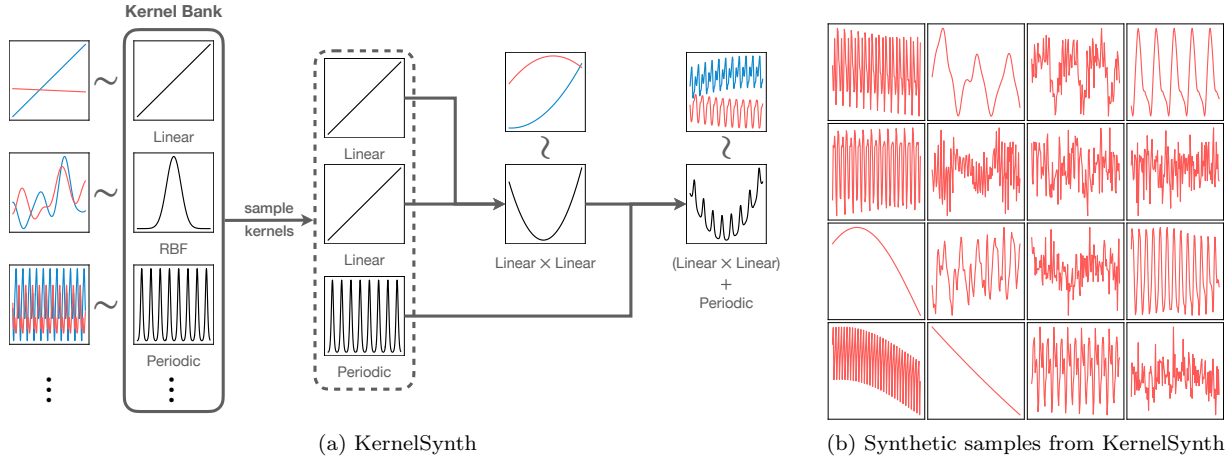 Kernel Bank
Linear
RBF
Periodic
sample
kernels
Linear
Linear
Periodic
Linear × Linear
(Linear × Linear)
+
Periodic
(a) KernelSynth
(b) Synthetic samples from KernelSynth